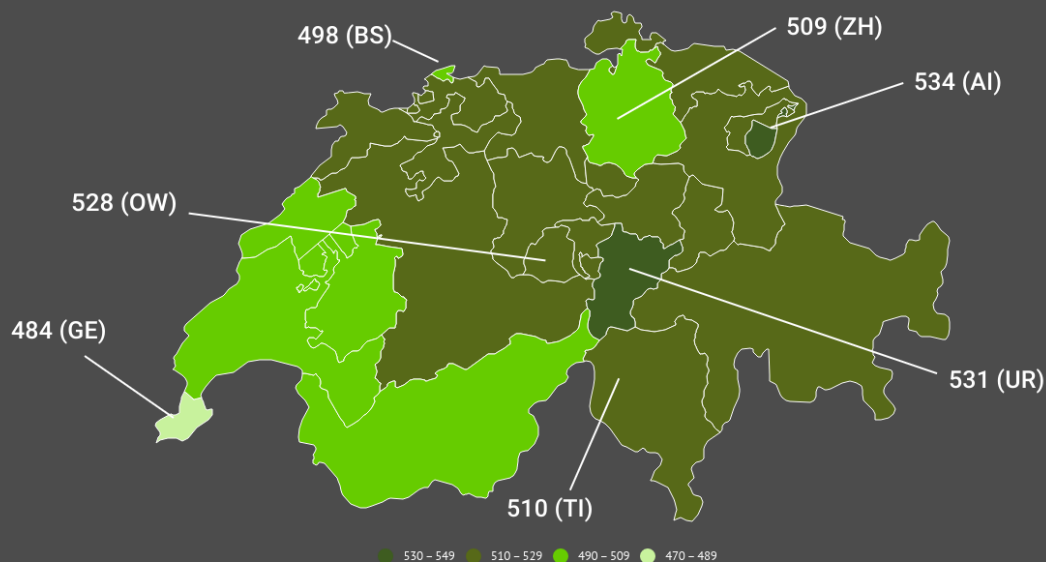 498 (BS)
509 (ZH)
534 (AI)
528 (OW)
484 (GE)
531 (UR)
510 (TI)
530 – 549 510 – 529 490 – 509 470 – 489